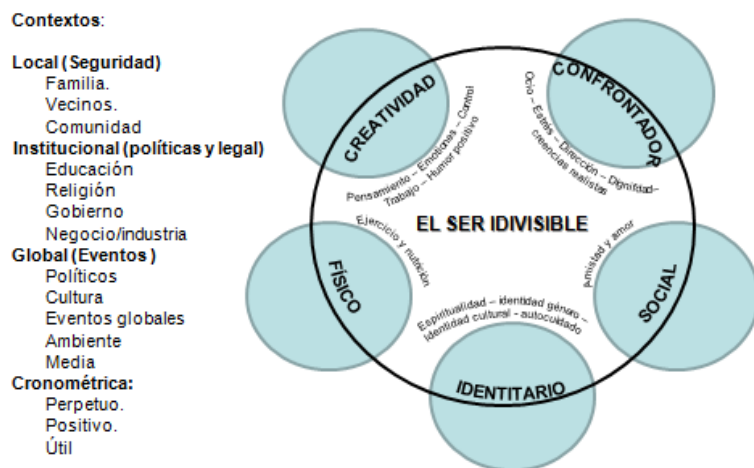 Contextos:
Local (Seguridad)
Familia.
Vecinos.
Comunidad
Institucional (políticas y legal)
Educación
Religión
Gobierno
Negocio/industria
Global (Eventos )
Políticos
Cultura
Eventos globales
Ambiente
Media
Cronométrica:
Perpetuo.
Positivo.
Útil
CREATIVIDAD
Pensamiento – Emociones – Control
Trabajo – Humor positivo
CONFRONTADOR
Ocio – Estrés – Dirección – Dignifdad–
creencias realistas
EL SER IDIVISIBLE
FÍSICO
Ejercicio y nutrición
SOCIAL
Amistad y amor
Espiritualidad – identidad género –
Identidad cultural - autocuidado
IDENTITARIO